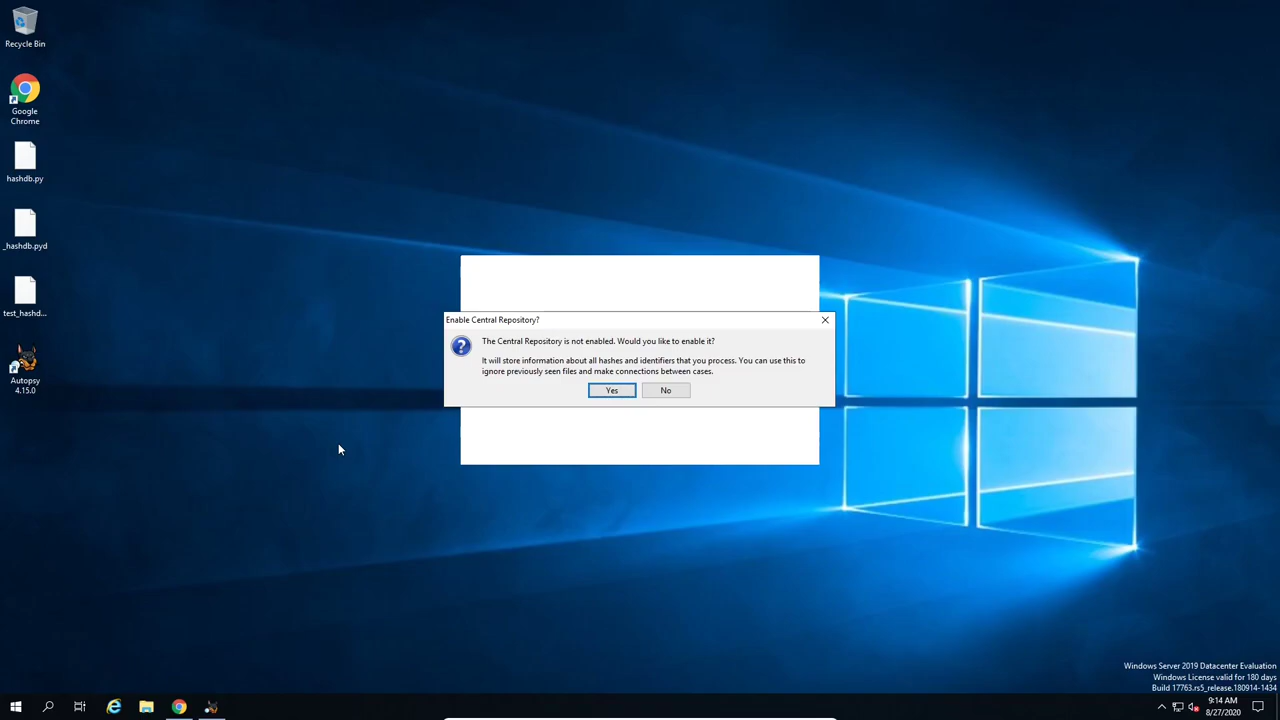 Recycle Bin
Google
Chrome
hashdb.py
_hashdb.pyd
test_hashd...
Autopsy
4.15.0
Enable Central Repository?
The Central Repository is not enabled. Would you like to enable it?
It will store information about all hashes and identifiers that you process. You can use this to
ignore previously seen files and make connections between cases.
Yes
No
Windows Server 2019 Datacenter Evaluation
Windows License valid for 180 days
Build 17763.rs5_release.180914-1434
9:14 AM
8/27/2020